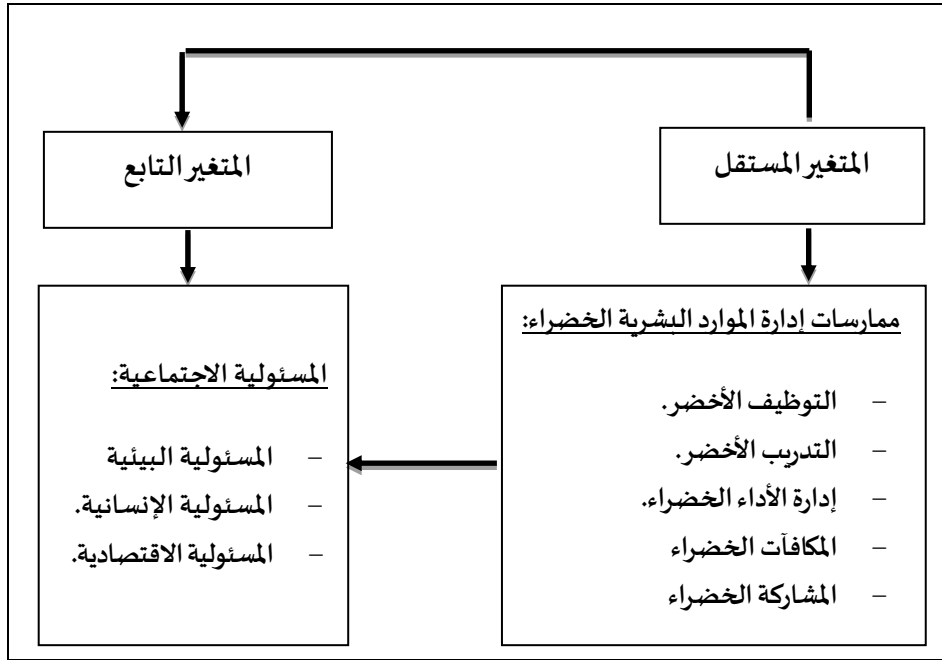 المتغير المستقل
المتغير التابع
ممارسات إدارة الموارد البشرية الخضراء:
– التوظيف الأخضر.
– التدريب الأخضر.
– إدارة الأداء الخضراء.
– المكافآت الخضراء
– المشاركة الخضراء
المسئولية الاجتماعية:
– المسئولية البيئية
– المسئولية الإنسانية.
– المسئولية الاقتصادية.